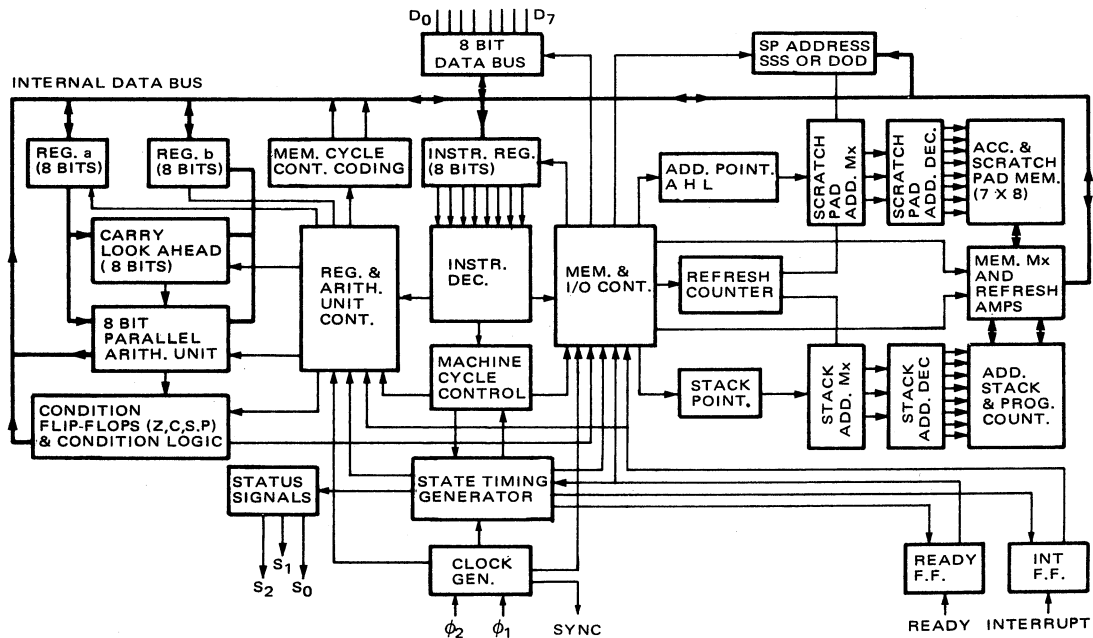 D0 D7
8 BIT
DATA BUS
SP ADDRESS
SSS OR DOD
INTERNAL DATA BUS
REG. a
(8 BITS)
REG. b
(8 BITS)
MEM. CYCLE
CONT. CODING
INSTR. REG.
(8 BITS)
ADD. POINT.
A H L
SCRATCH
PAD
ADD. Mx
SCRATCH
PAD
ADD. DEC.
ACC. &
SCRATCH
PAD MEM.
(7 X 8)
CARRY
LOOK AHEAD
(8 BITS)
REG. &
ARITH.
UNIT
CONT.
INSTR.
DEC.
MEM. &
I/O CONT.
REFRESH
COUNTER
MEM. Mx
AND
REFRESH
AMPS
8 BIT
PARALLEL
ARITH. UNIT
MACHINE
CYCLE
CONTROL
STACK
POINT.
STACK
ADD. Mx
STACK
ADD. DEC
ADD.
STACK
& PROG.
COUNT.
CONDITION
FLIP-FLOPS (Z,C,S,P)
& CONDITION LOGIC
STATUS
SIGNALS
STATE TIMING
GENERATOR
S2 S1 S0
CLOCK
GEN.
READY
F.F.
INT
F.F.
ϕ2 ϕ1 SYNC
READY INTERRUPT